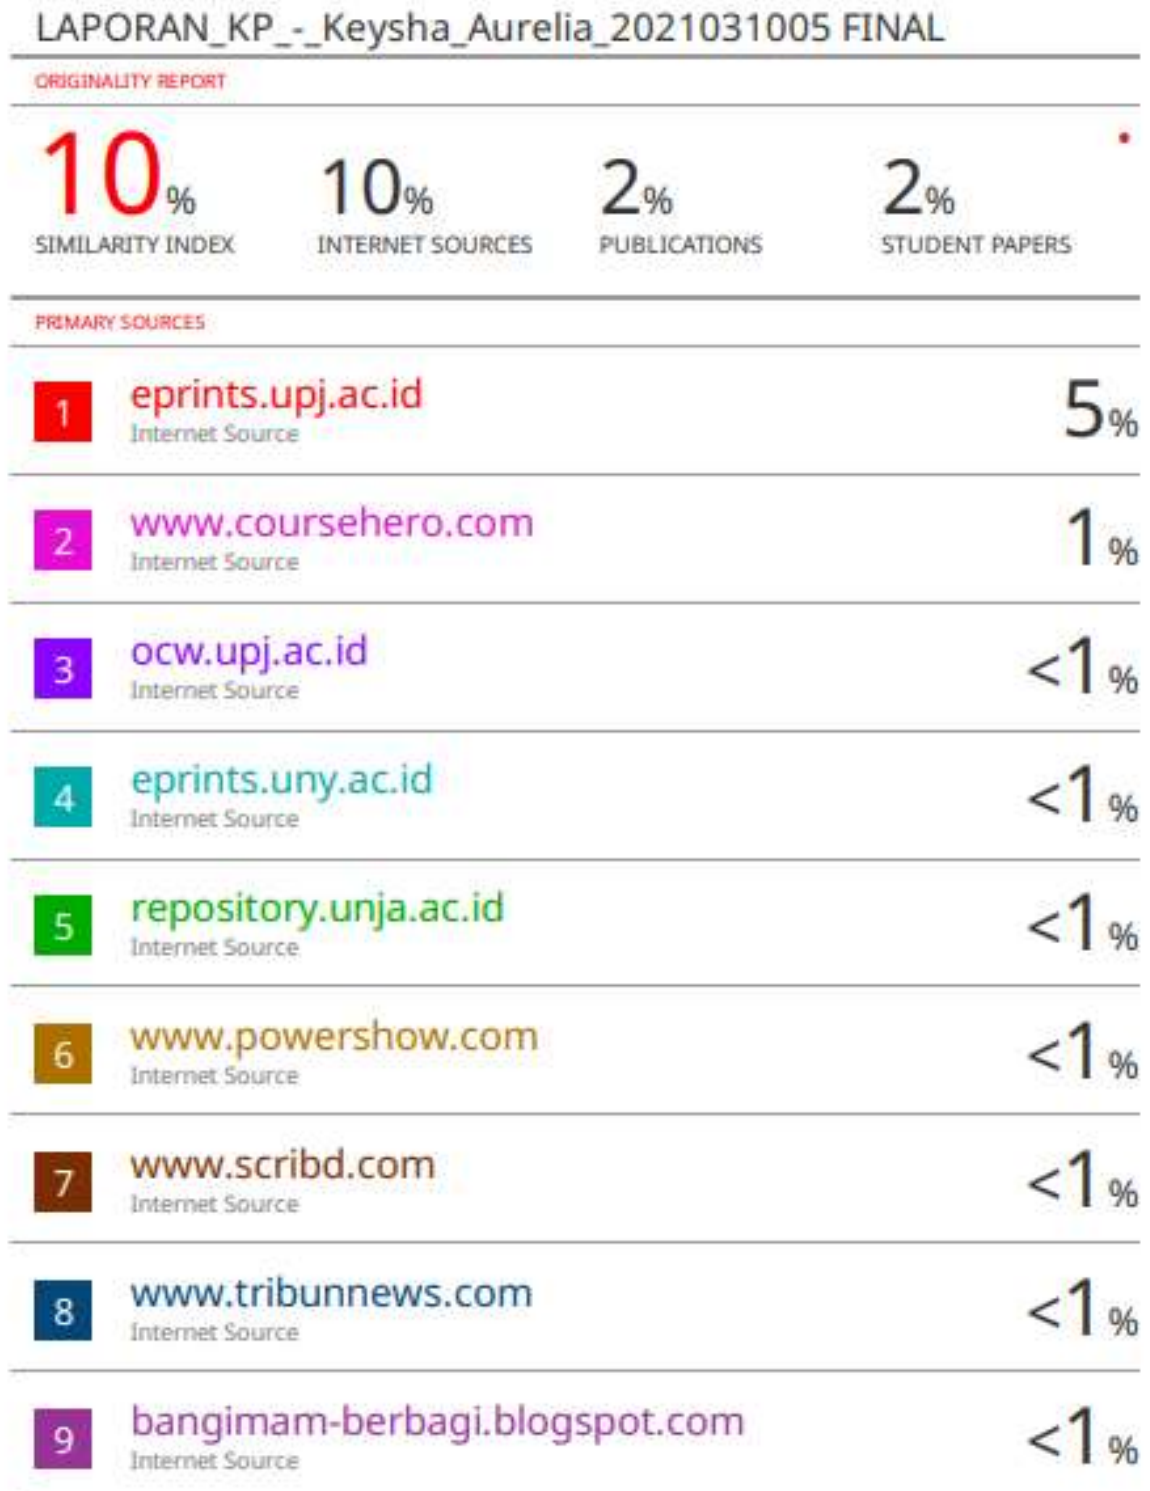 LAPORAN_KP_-_Keysha_Aurelia_2021031005 FINAL
ORIGINALITY REPORT
10% 10% 2% 2%
SIMILARITY INDEX INTERNET SOURCES PUBLICATIONS STUDENT PAPERS
PRIMARY SOURCES
1 eprints.upj.ac.id 5%
Internet Source
2 www.coursehero.com 1%
Internet Source
3 ocw.upj.ac.id <1%
Internet Source
4 eprints.uny.ac.id <1%
Internet Source
5 repository.unja.ac.id <1%
Internet Source
6 www.powershow.com <1%
Internet Source
7 www.scribd.com <1%
Internet Source
8 www.tribunnews.com <1%
Internet Source
9 bangimam-berbagi.blogspot.com <1%
Internet Source